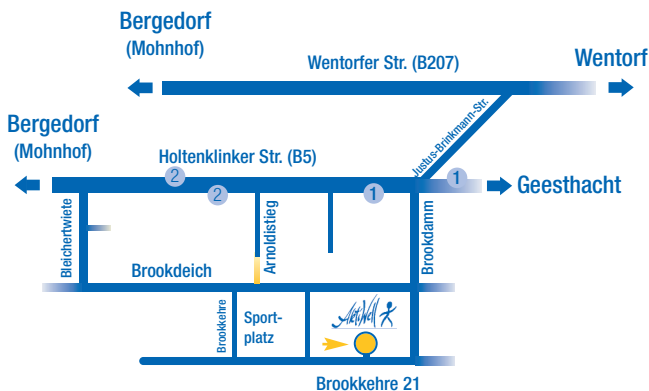 Bergedorf
(Mohnhof)
Wentorfer Str. (B207)
Wentorf
Justus-Brinkmann-Str.
Bergedorf
(Mohnhof)
Holtenklinker Str. (B5)
2
2
1
1
Geesthacht
Bleichertwiete
Arnoldistieg
Brookdamm
Brookdeich
Brookkehre
Sport-
platz
AktiWell
Brookkehre 21